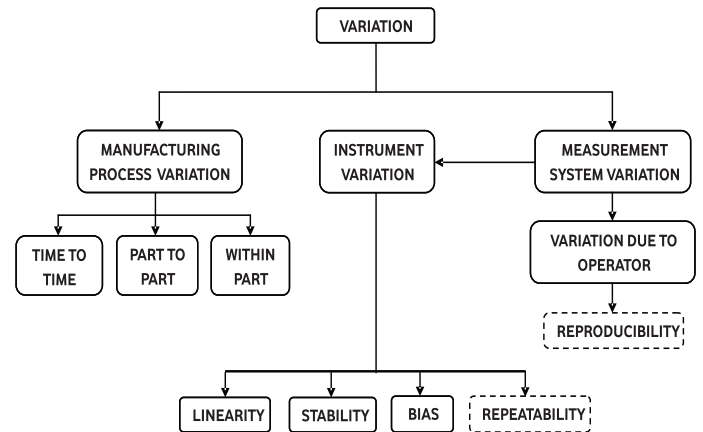 VARIATION
MANUFACTURING
PROCESS VARIATION
INSTRUMENT
VARIATION
MEASUREMENT
SYSTEM VARIATION
TIME TO
TIME
PART TO
PART
WITHIN
PART
VARIATION DUE TO
OPERATOR
REPRODUCIBILITY
LINEARITY
STABILITY
BIAS
REPEATABILITY